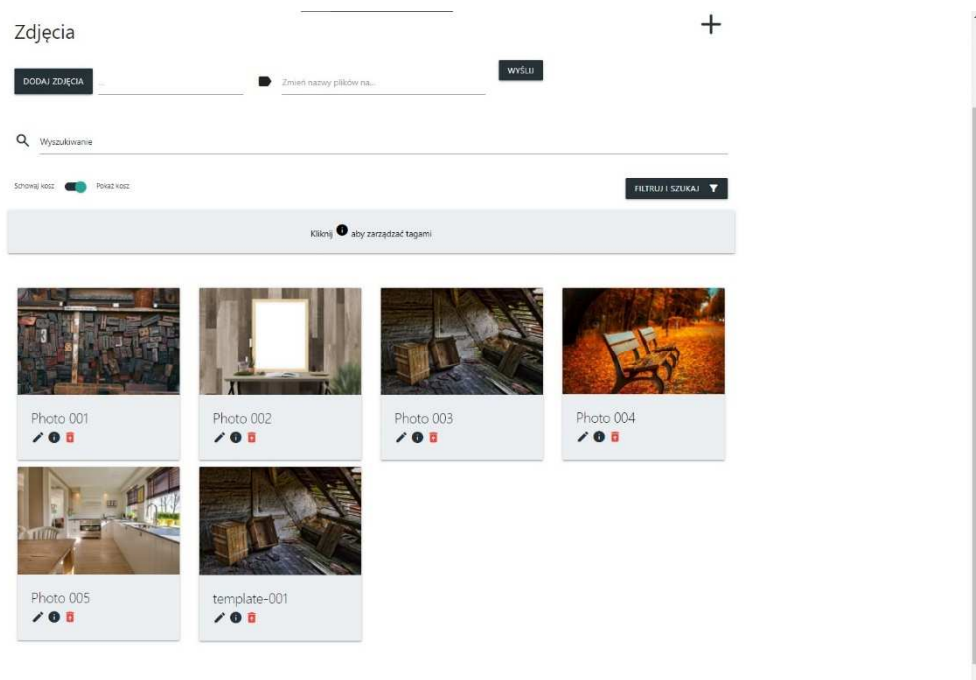 Zdjęcia
DODAJ ZDJĘCIA
...
Zmień nazwy plików na...
WYŚLIJ
Wyszukiwanie
Schowaj kosz
Pokaż kosz
FILTRUJ I SZUKAJ
Kliknij aby zarządzać tagami
Photo 001
Photo 002
Photo 003
Photo 004
Photo 005
template-001